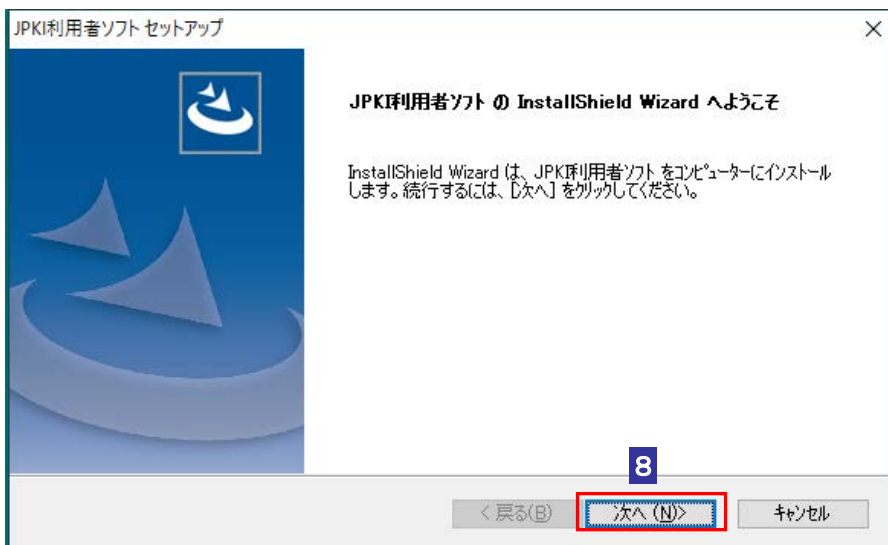 JPKI利用者ソフト セットアップ
JPKI利用者ソフト の InstallShield Wizard へようこそ
InstallShield Wizard は、JPKI利用者ソフト をコンピューターにインストール
します。続行するには、[次へ] をクリックしてください。
8
< 戻る(B)
次へ (N)>
キャンセル